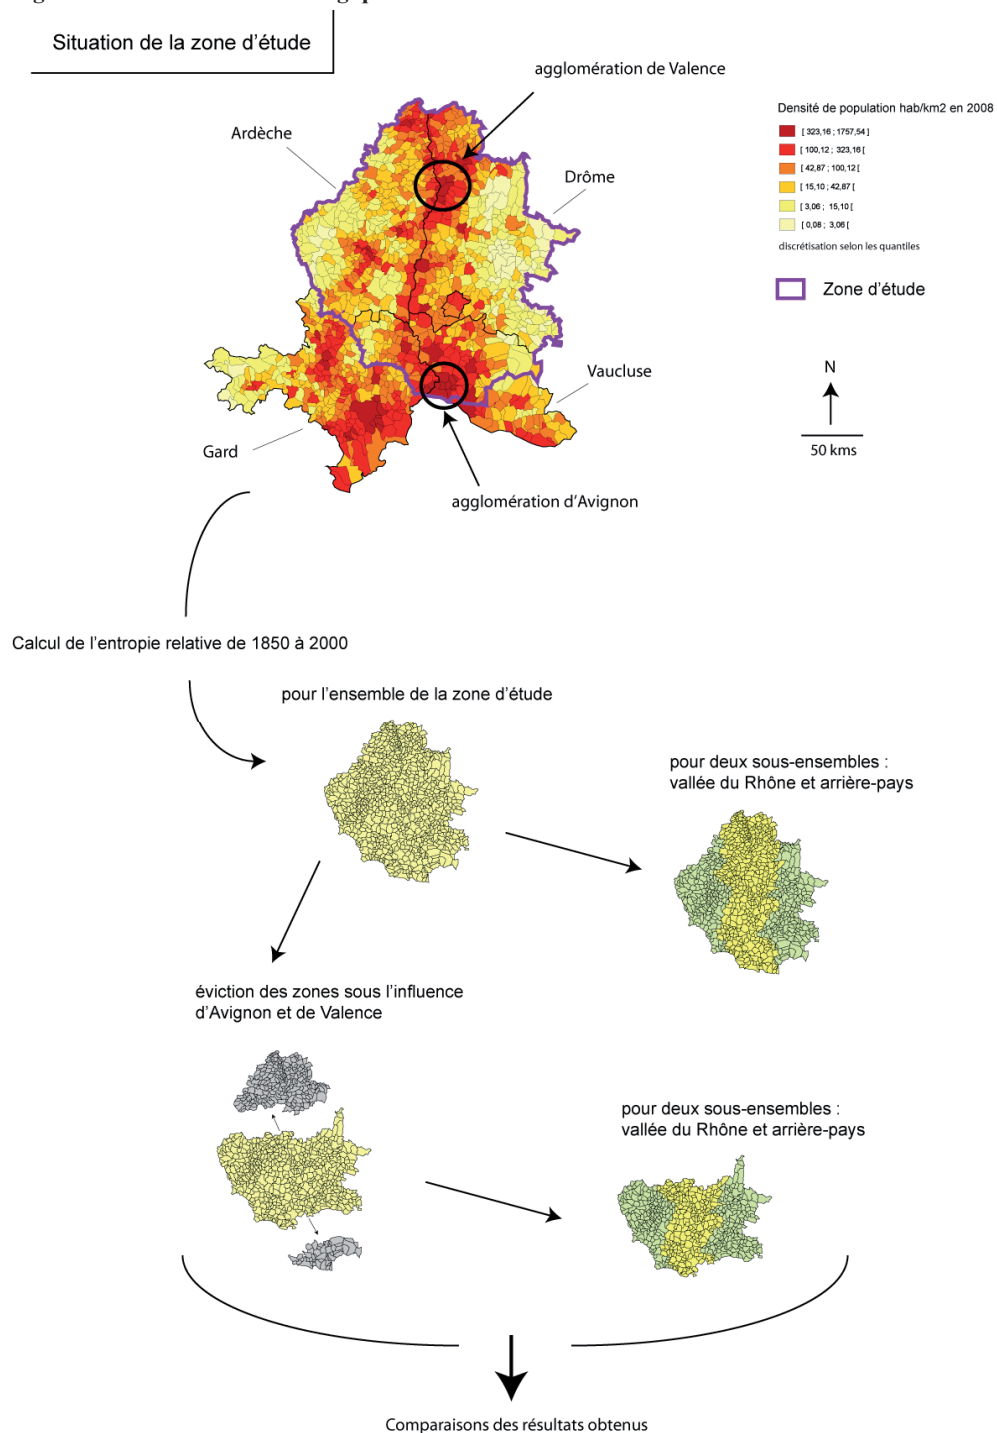 Situation de la zone d'étude
agglomération de Valence
Densité de population hab/km2 en 2008
[ 323,16 ; 1757,54 ]
[ 100,12 ; 323,16 [
[ 42,87 ; 100,12 [
[ 15,10 ; 42,87 [
[ 3,06 ; 15,10 [
[ 0,08 ; 3,06 [
discrétisation selon les quantiles
Zone d'étude
Ardèche
Drôme
N
50 kms
Vaucluse
Gard
agglomération d'Avignon
Calcul de l'entropie relative de 1850 à 2000
pour l'ensemble de la zone d'étude
pour deux sous-ensembles :
vallée du Rhône et arrière-pays
éviction des zones sous l'influence
d'Avignon et de Valence
pour deux sous-ensembles :
vallée du Rhône et arrière-pays
Comparaisons des résultats obtenus